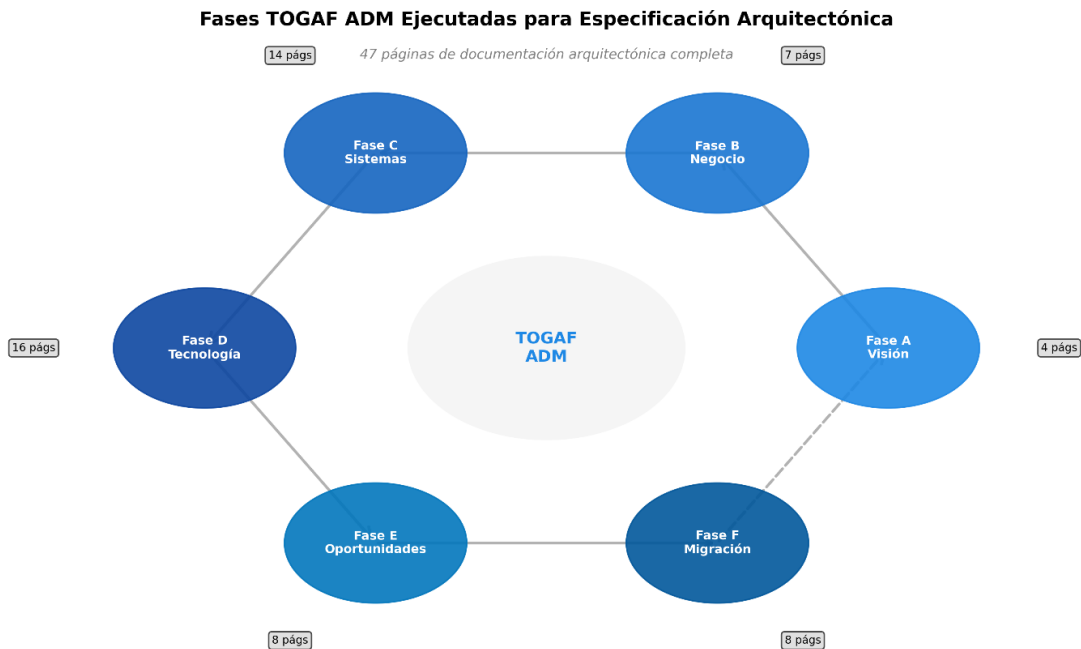 Fases TOGAF ADM Ejecutadas para Especificación Arquitectónica
47 páginas de documentación arquitectónica completa
14 págs
7 págs
Fase C
Sistemas
Fase B
Negocio
16 págs
Fase D
Tecnología
TOGAF
ADM
Fase A
Visión
4 págs
Fase E
Oportunidades
Fase F
Migración
8 págs
8 págs